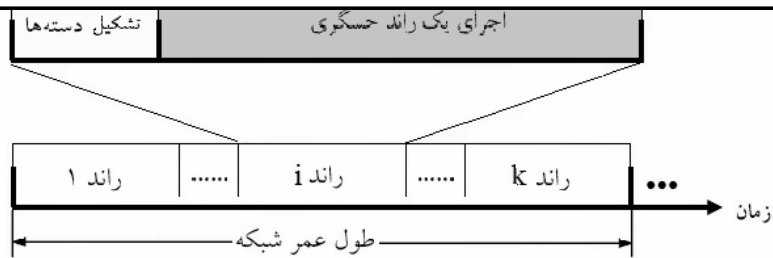 تشکیل دسته‌ها اجرای یک راند حسگری
راند ۱ ...... راند i ...... راند k ...
زمان
طول عمر شبکه